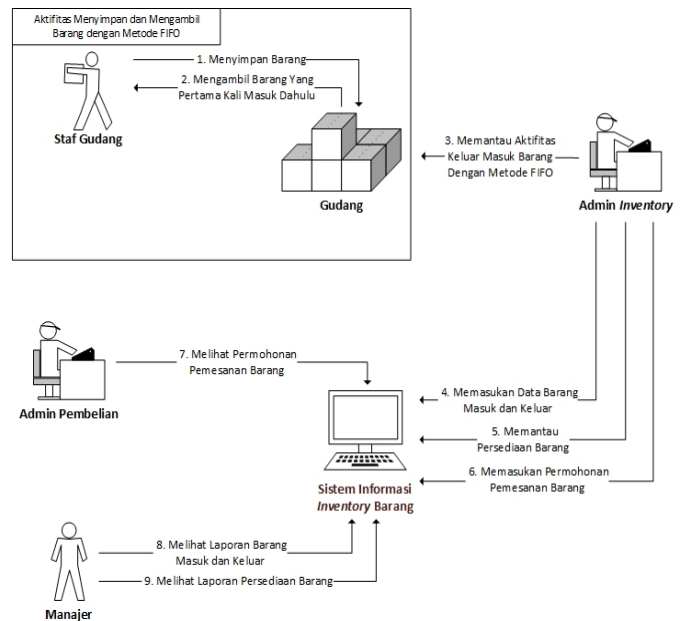 Aktifitas Menyimpan dan Mengambil
Barang dengan Metode FIFO
1. Menyimpan Barang
2. Mengambil Barang Yang
Pertama Kali Masuk Dahulu
Staf Gudang
Gudang
3. Memantau Aktifitas
Keluar Masuk Barang
Dengan Metode FIFO
Admin Inventory
7. Melihat Permohonan
Pemesanan Barang
Admin Pembelian
4. Memasukan Data Barang
Masuk dan Keluar
5. Memantau
Persediaan Barang
6. Memasukan Permohonan
Pemesanan Barang
Sistem Informasi
Inventory Barang
8. Melihat Laporan Barang
Masuk dan Keluar
9. Melihat Laporan Persediaan Barang
Manajer